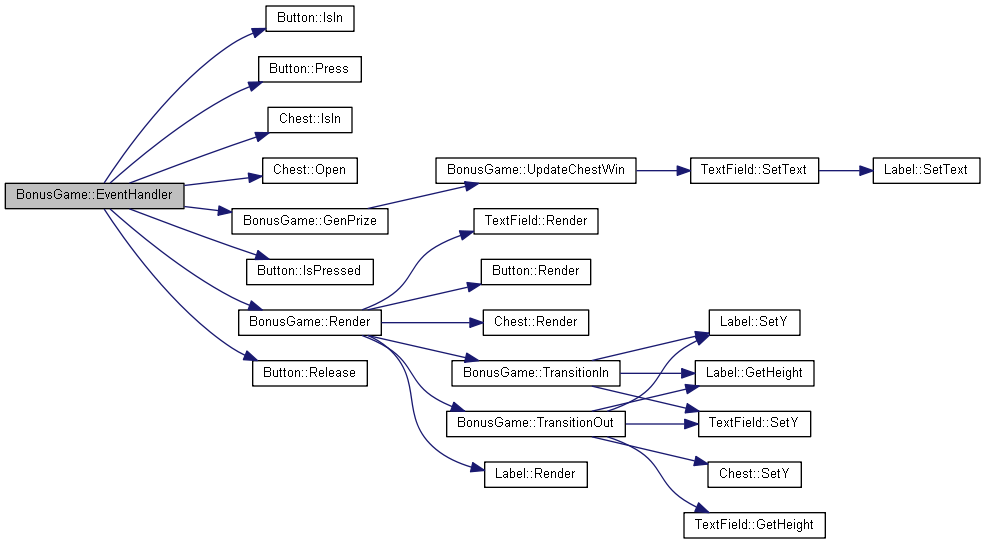 BonusGame::EventHandler
Button::IsIn
Button::Press
Chest::IsIn
Chest::Open
BonusGame::GenPrize
Button::IsPressed
BonusGame::Render
Button::Release
BonusGame::UpdateChestWin
TextField::SetText
Label::SetText
TextField::Render
Button::Render
Chest::Render
BonusGame::TransitionIn
BonusGame::TransitionOut
Label::Render
Label::SetY
Label::GetHeight
TextField::SetY
Chest::SetY
TextField::GetHeight